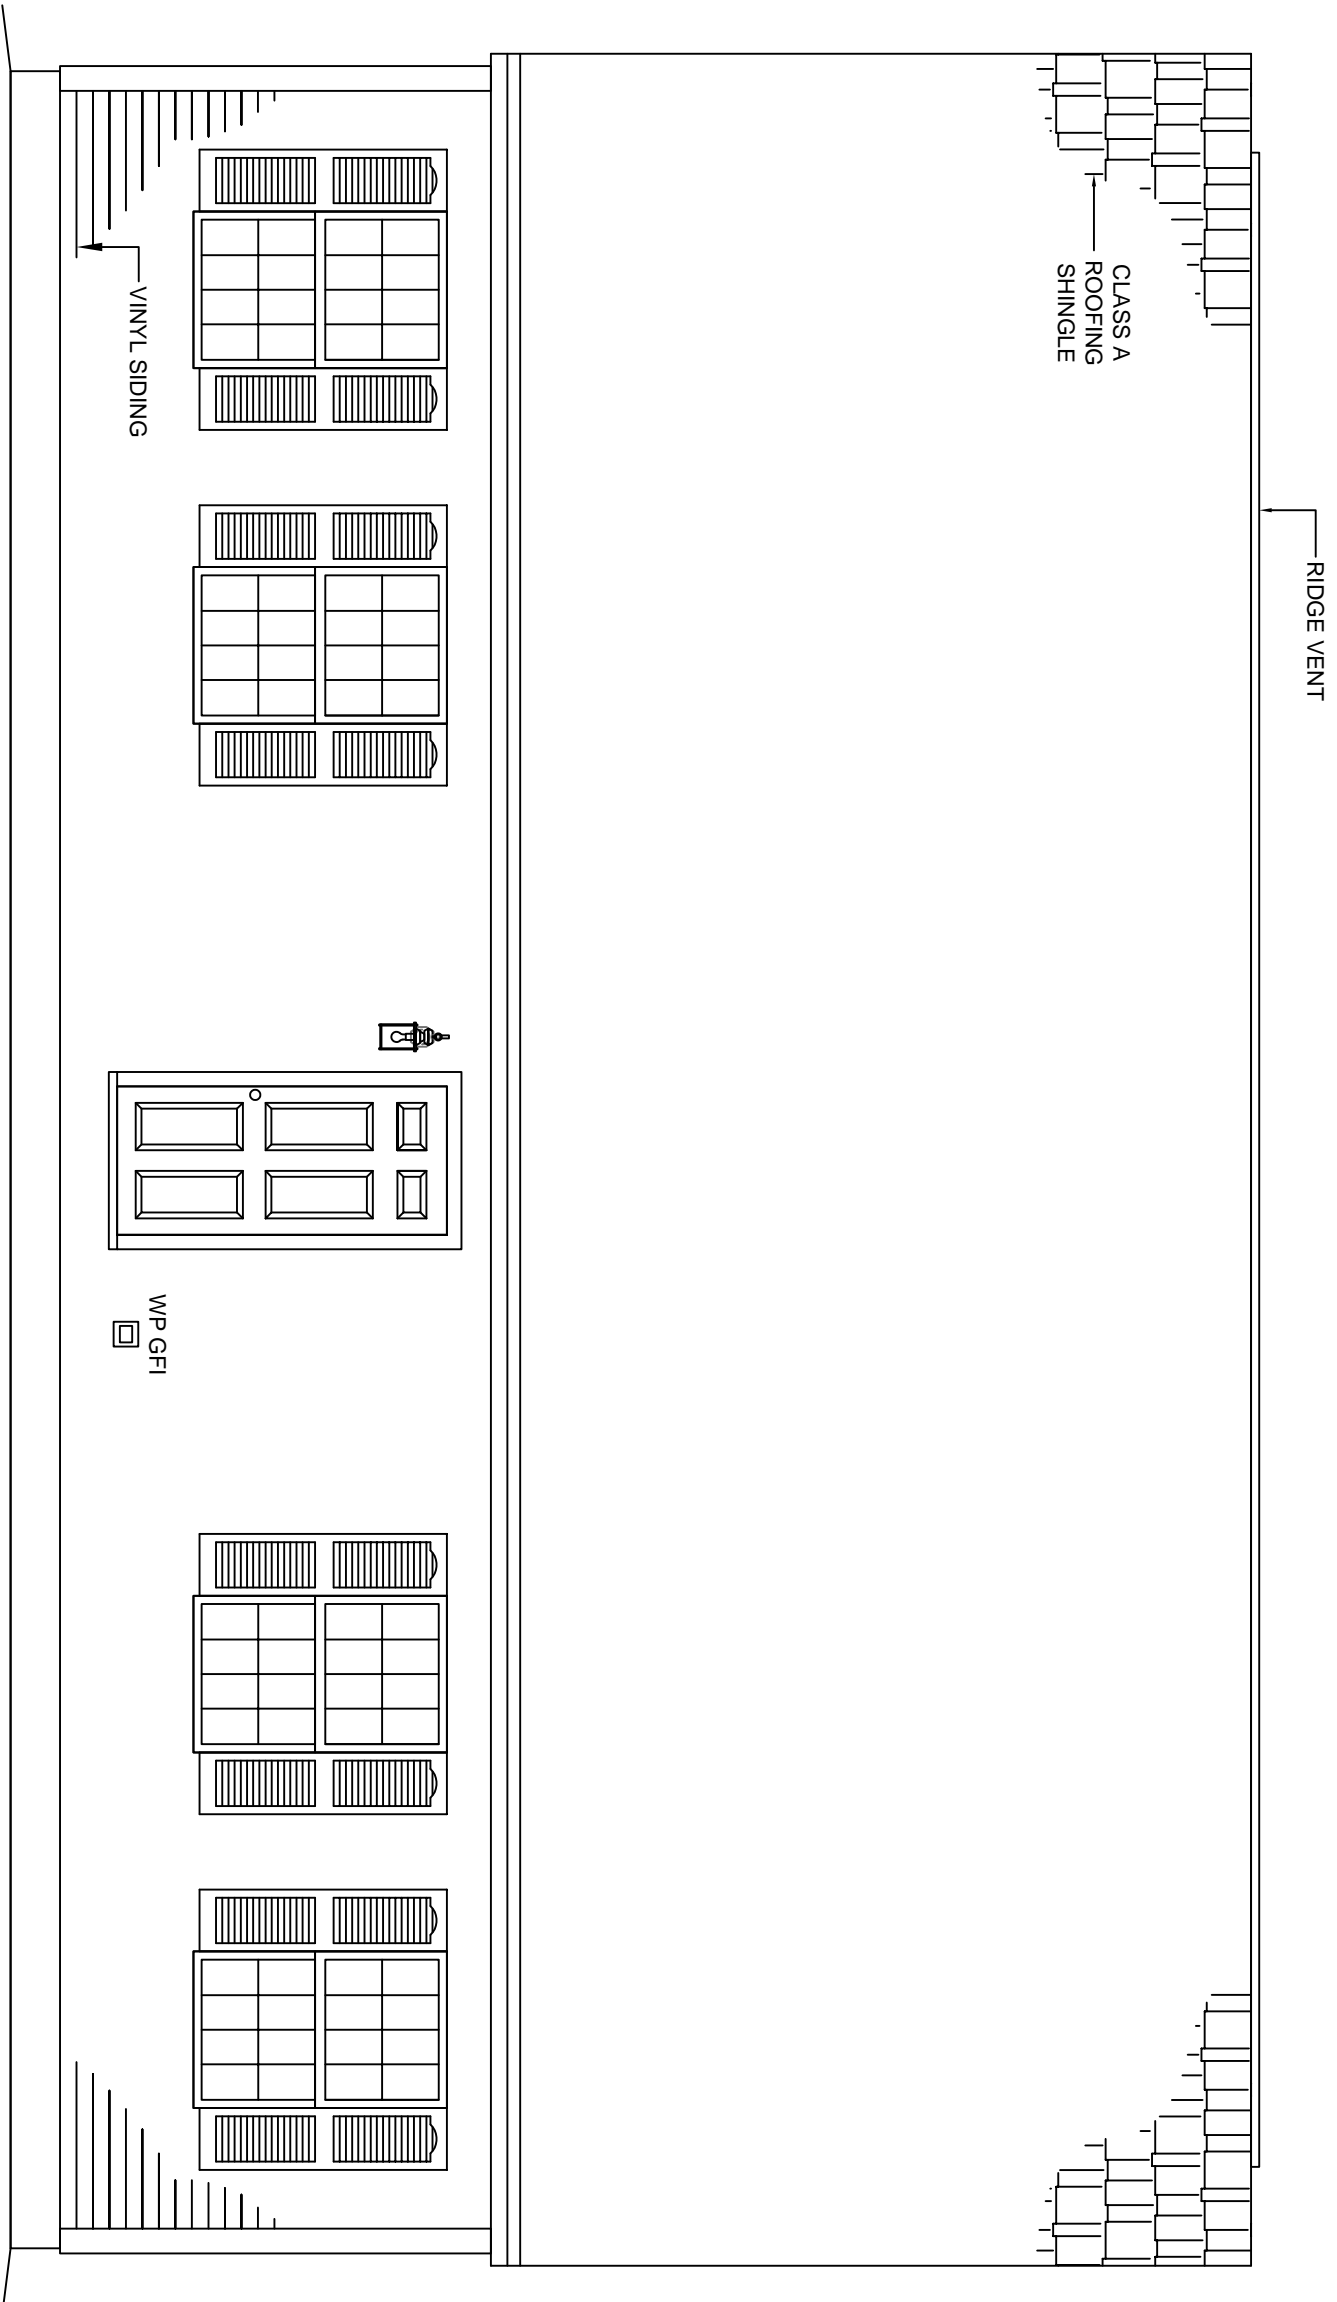 RIDGE VENT
CLASS A
ROOFING
SHINGLE
VINYL SIDING
WP GFI